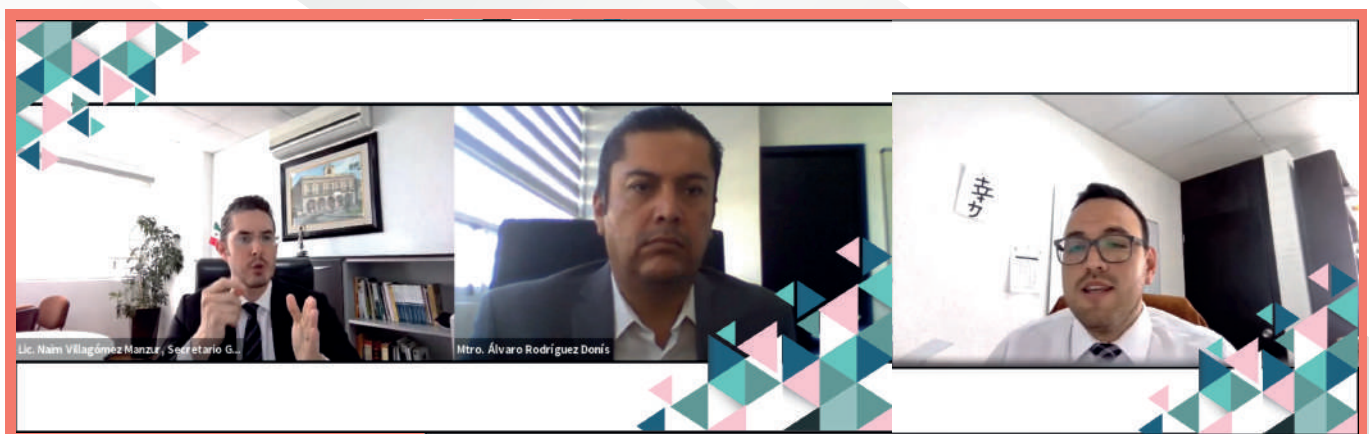 Lic. Naim Villagómez Manzur, Secretario G...
Mtro. Álvaro Rodríguez Donís